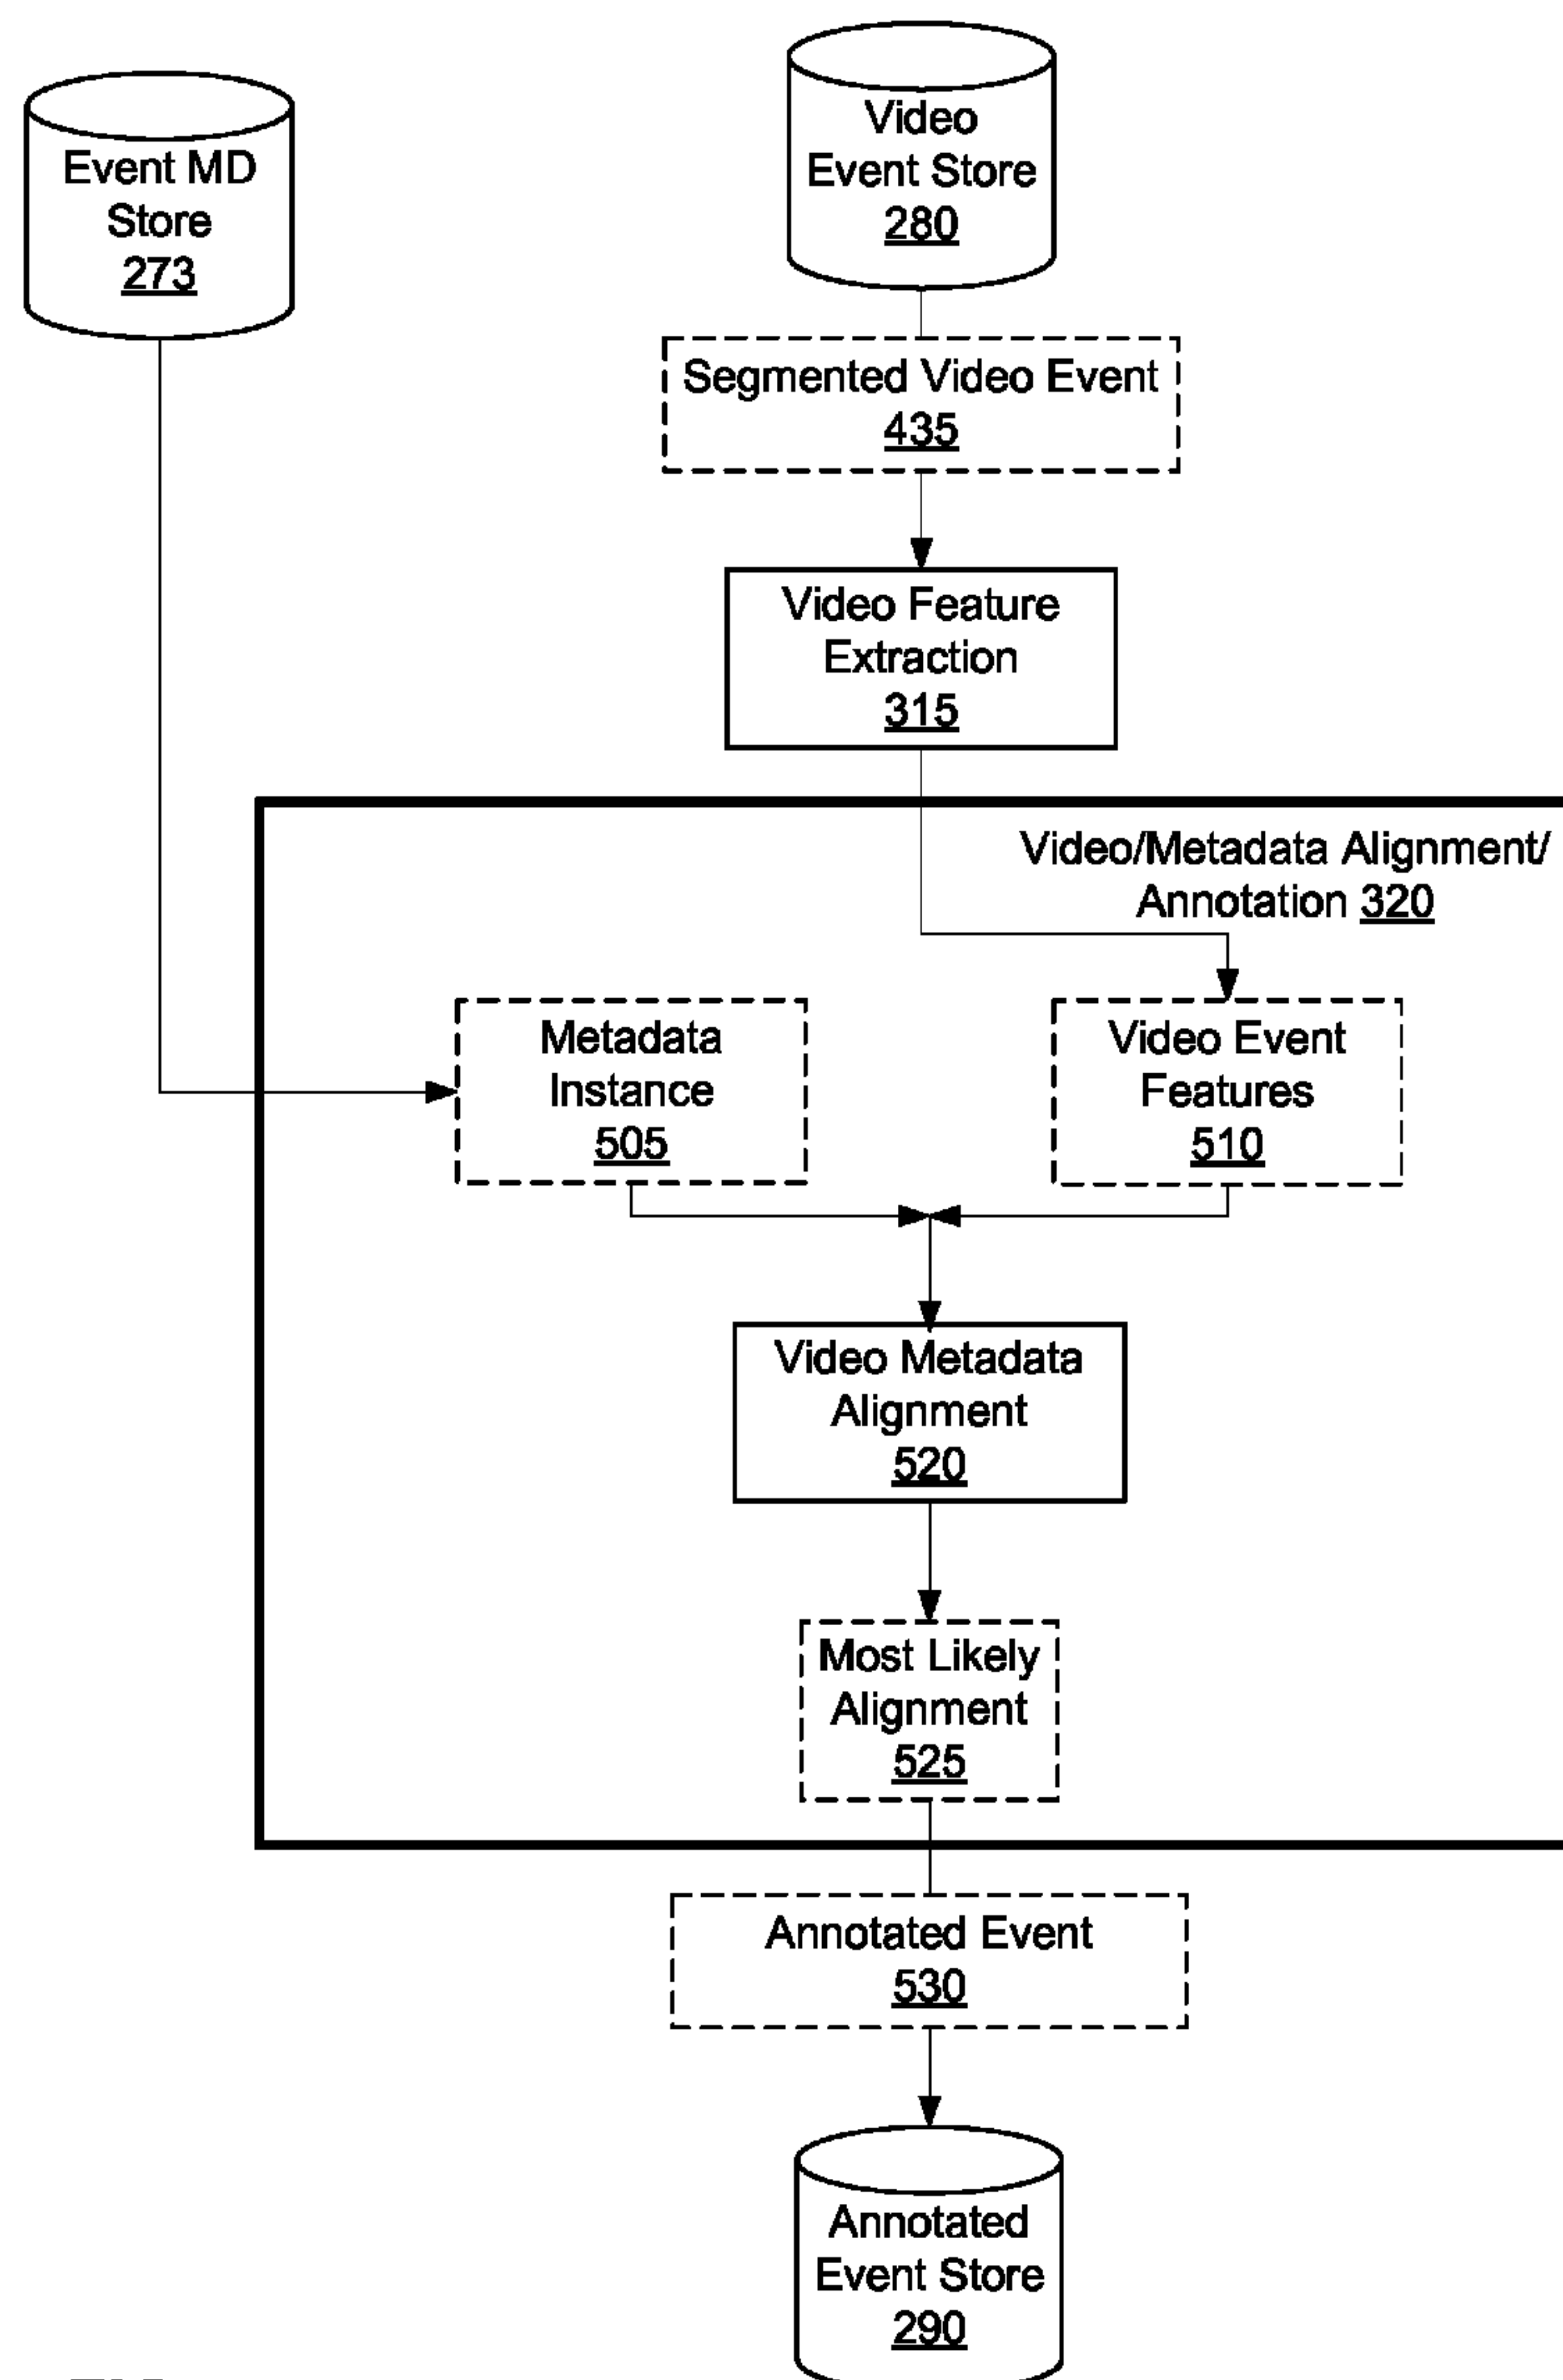 Video
Event Store
280
Event MD
Store
273
Segmented Video Event
435
Video Feature
Extraction
315
Video/Metadata Alignment/
Annotation 320
Metadata
Instance
505
Video Event
Features
510
Video Metadata
Alignment
520
Most Likely
Alignment
525
Annotated Event
530
Annotated
Event Store
290